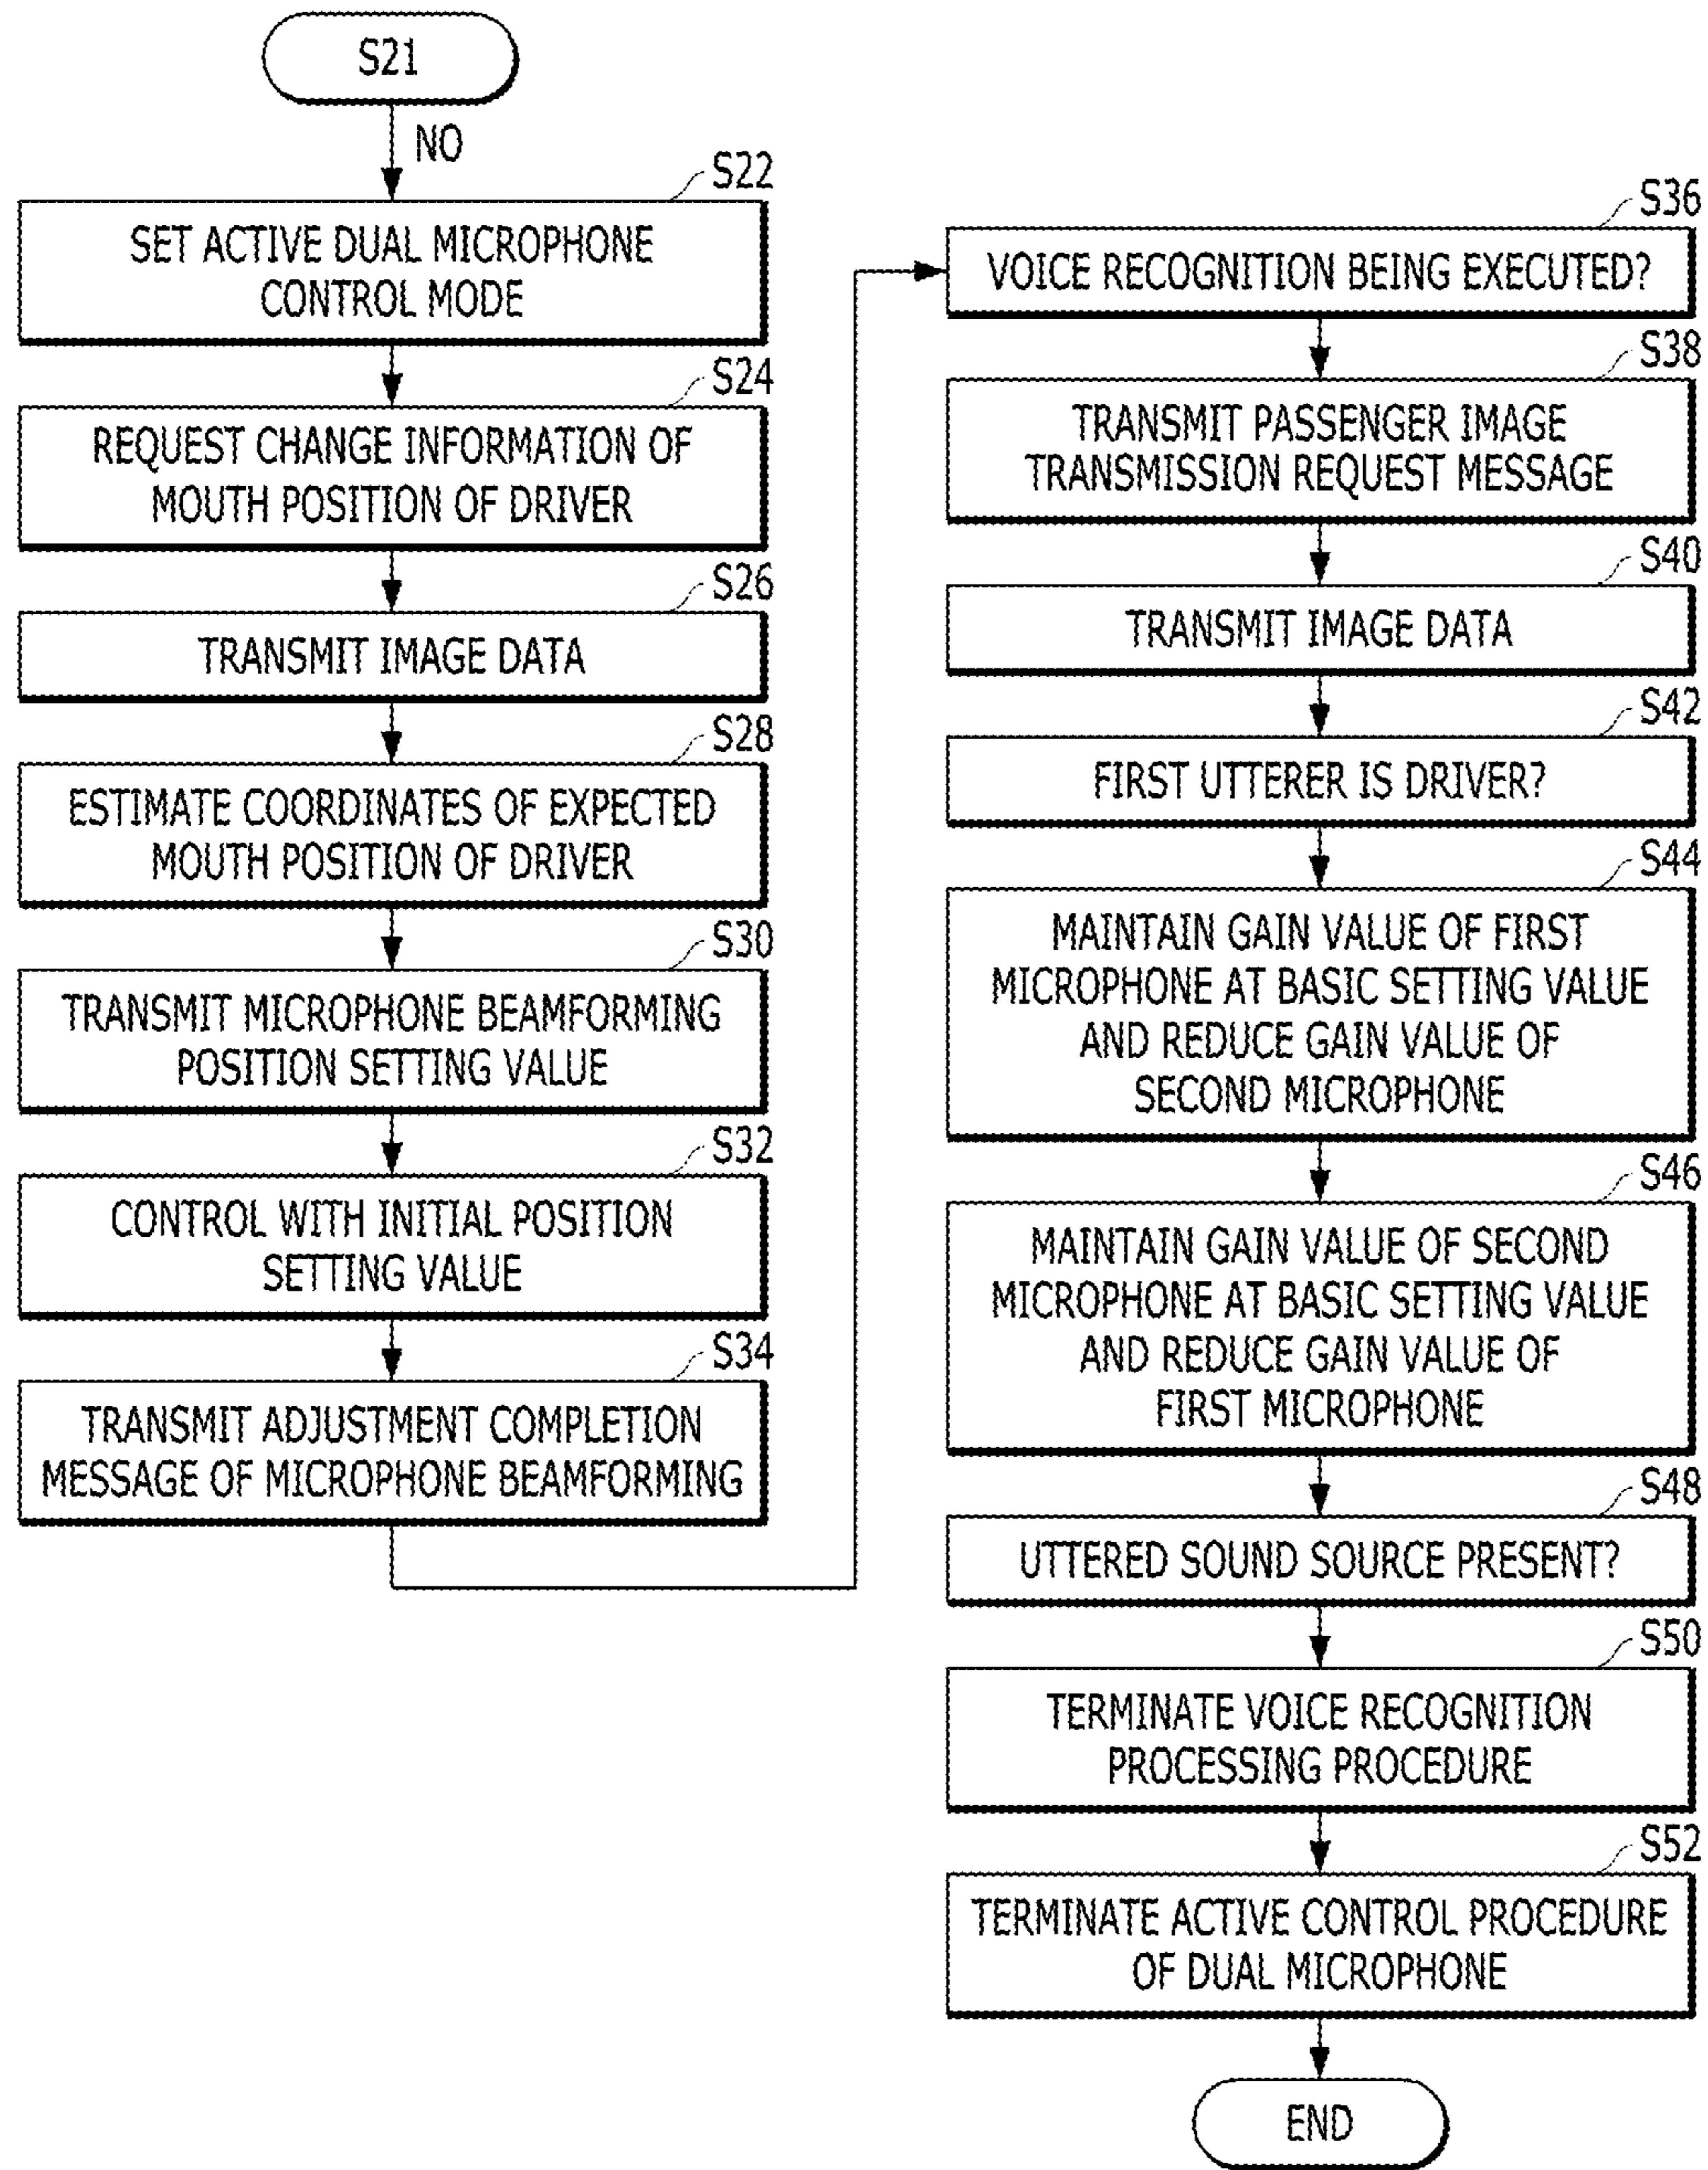 S21
NO
S22
SET ACTIVE DUAL MICROPHONE
CONTROL MODE
S24
REQUEST CHANGE INFORMATION OF
MOUTH POSITION OF DRIVER
S26
TRANSMIT IMAGE DATA
S28
ESTIMATE COORDINATES OF EXPECTED
MOUTH POSITION OF DRIVER
S30
TRANSMIT MICROPHONE BEAMFORMING
POSITION SETTING VALUE
S32
CONTROL WITH INITIAL POSITION
SETTING VALUE
S34
TRANSMIT ADJUSTMENT COMPLETION
MESSAGE OF MICROPHONE BEAMFORMING
S36
VOICE RECOGNITION BEING EXECUTED?
S38
TRANSMIT PASSENGER IMAGE
TRANSMISSION REQUEST MESSAGE
S40
TRANSMIT IMAGE DATA
S42
FIRST UTTERER IS DRIVER?
S44
MAINTAIN GAIN VALUE OF FIRST
MICROPHONE AT BASIC SETTING VALUE
AND REDUCE GAIN VALUE OF
SECOND MICROPHONE
S46
MAINTAIN GAIN VALUE OF SECOND
MICROPHONE AT BASIC SETTING VALUE
AND REDUCE GAIN VALUE OF
FIRST MICROPHONE
S48
UTTERED SOUND SOURCE PRESENT?
S50
TERMINATE VOICE RECOGNITION
PROCESSING PROCEDURE
S52
TERMINATE ACTIVE CONTROL PROCEDURE
OF DUAL MICROPHONE
END